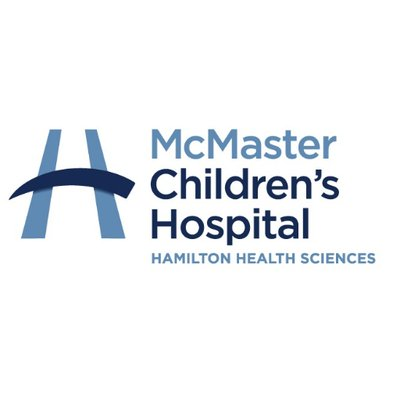 McMaster
Children's
Hospital
HAMILTON HEALTH SCIENCES